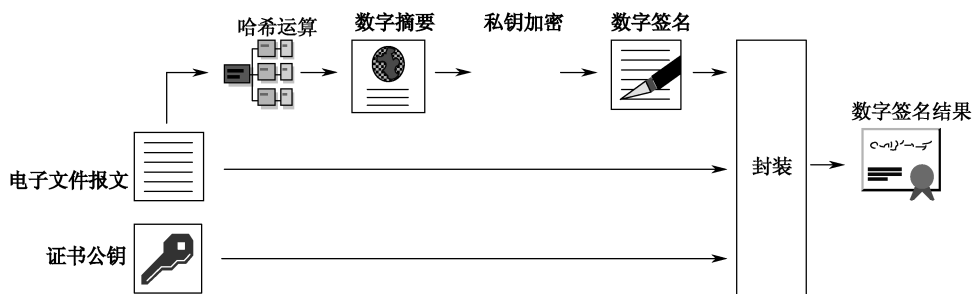 哈希运算
数字摘要
私钥加密
数字签名
数字签名结果
电子文件报文
封装
证书公钥